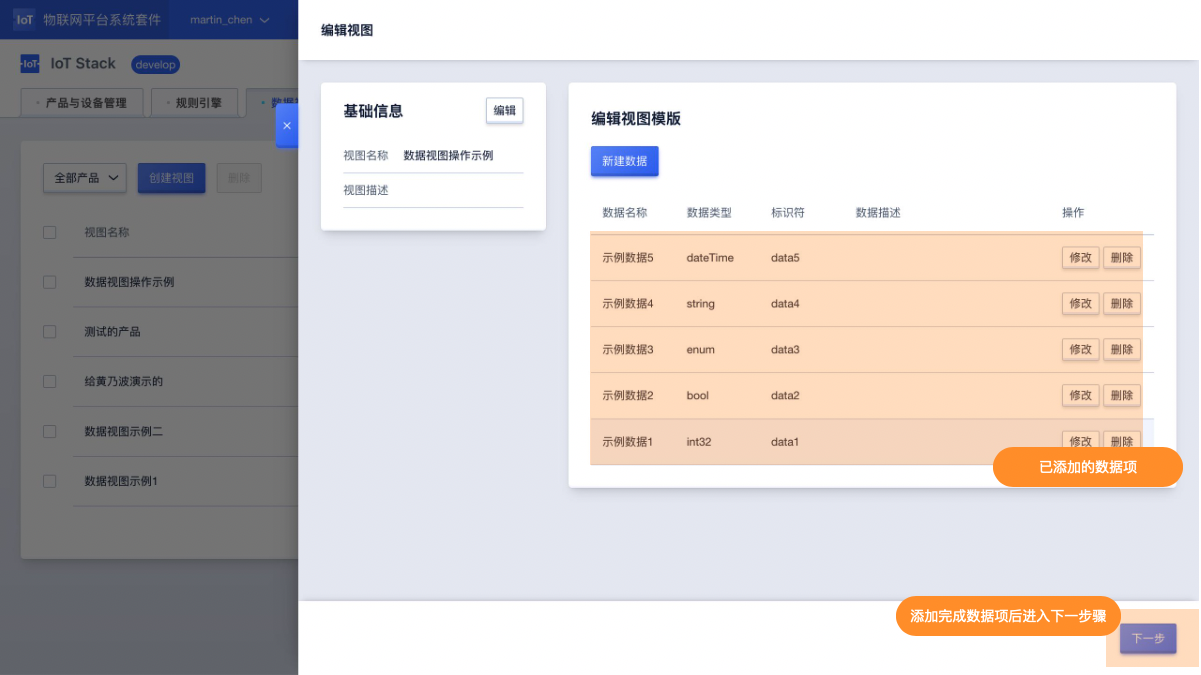 IoT 物联网平台系统套件 martin_chen
IoT IoT Stack develop
产品与设备管理 规则引擎
×
全部产品 创建视图 删除
视图名称
数据视图操作示例
测试的产品
给黄乃波演示的
数据视图示例二
数据视图示例1
编辑视图
基础信息 编辑
视图名称 数据视图操作示例
视图描述
编辑视图模版
新建数据
数据名称 数据类型 标识符 数据描述 操作
示例数据5 dateTime data5 修改 删除
示例数据4 string data4 修改 删除
示例数据3 enum data3 修改 删除
示例数据2 bool data2 修改 删除
示例数据1 int32 data1 修改 删除
已添加的数据项
添加完成数据项后进入下一步骤
下一步